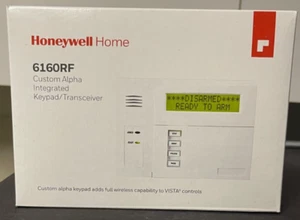 Honeywell Home
6160RF
Custom Alpha
Integrated
Keypad/Transceiver
****DISARMED****
READY TO ARM
Custom alpha keypad adds full wireless capability to VISTA® controls